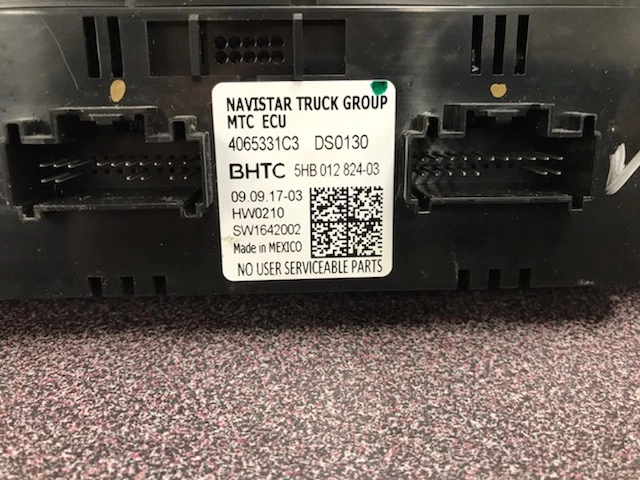 NAVISTAR TRUCK GROUP
MTC ECU
4065331C3 DS0130
BHTC 5HB 012 824-03
09.09.17-03
HW0210
SW1642002
Made in MEXICO
NO USER SERVICEABLE PARTS